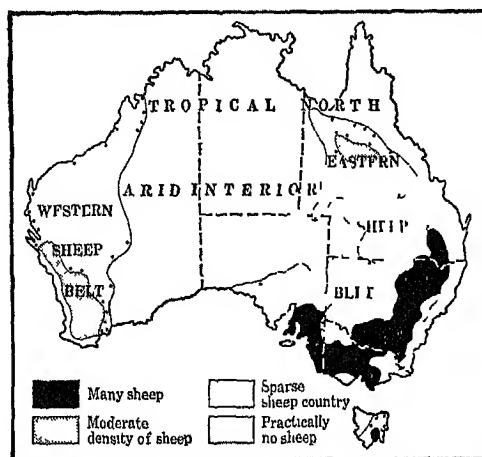 TROPICAL NORTH
EASTERN
ARID INTERIOR
WESTERN
SHEEP
SHEEP
BELT
BELT
Many sheep
Sparse
sheep country
Moderate
density of sheep
Practically
no sheep